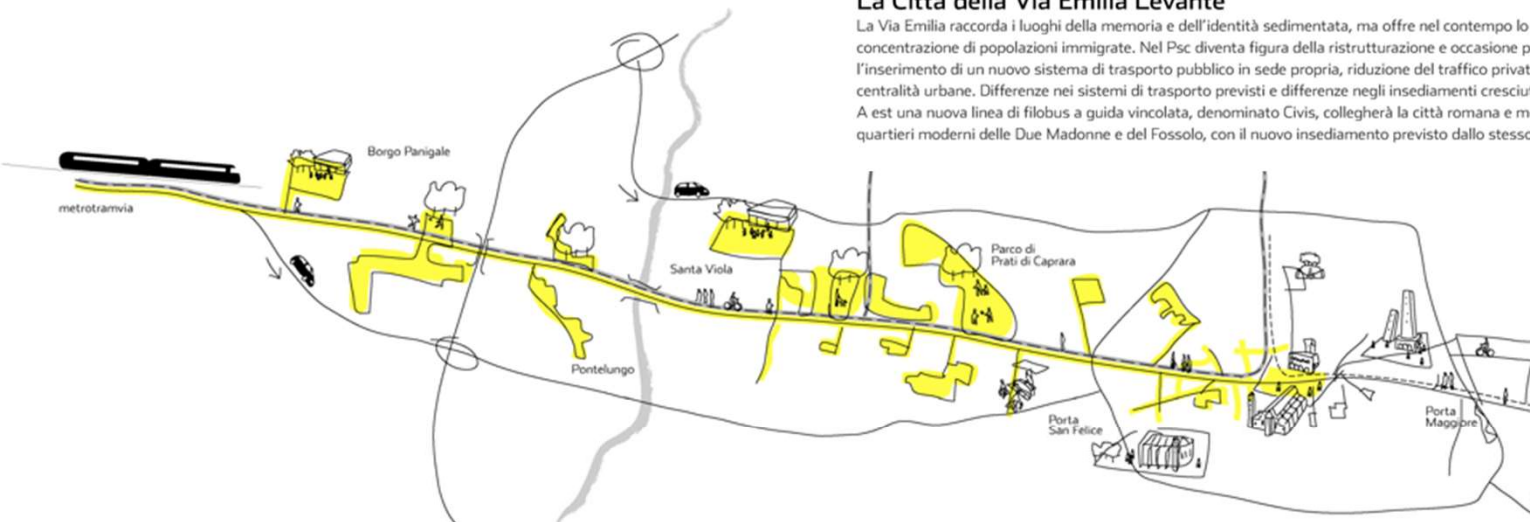 La Città della Via Emilia Levante
La Via Emilia raccorda i luoghi della memoria e dell'identità sedimentata, ma offre nel contempo lo
concentrazione di popolazioni immigrate. Nel Psc diventa figura della ristrutturazione e occasione p
l'inserimento di un nuovo sistema di trasporto pubblico in sede propria, riduzione del traffico privat
centralità urbane. Differenze nei sistemi di trasporto previsti e differenze negli insediamenti cresciut
A est una nuova linea di filobus a guida vincolata, denominato Civis, collegherà la città romana e m
quartieri moderni delle Due Madonne e del Fossolo, con il nuovo insediamento previsto dallo stesso
Borgo Panigale
metrotramvia
Santa Viola
Parco di
Prati di Caprara
Pontelungo
Porta
San Felice
Porta
Maggiore